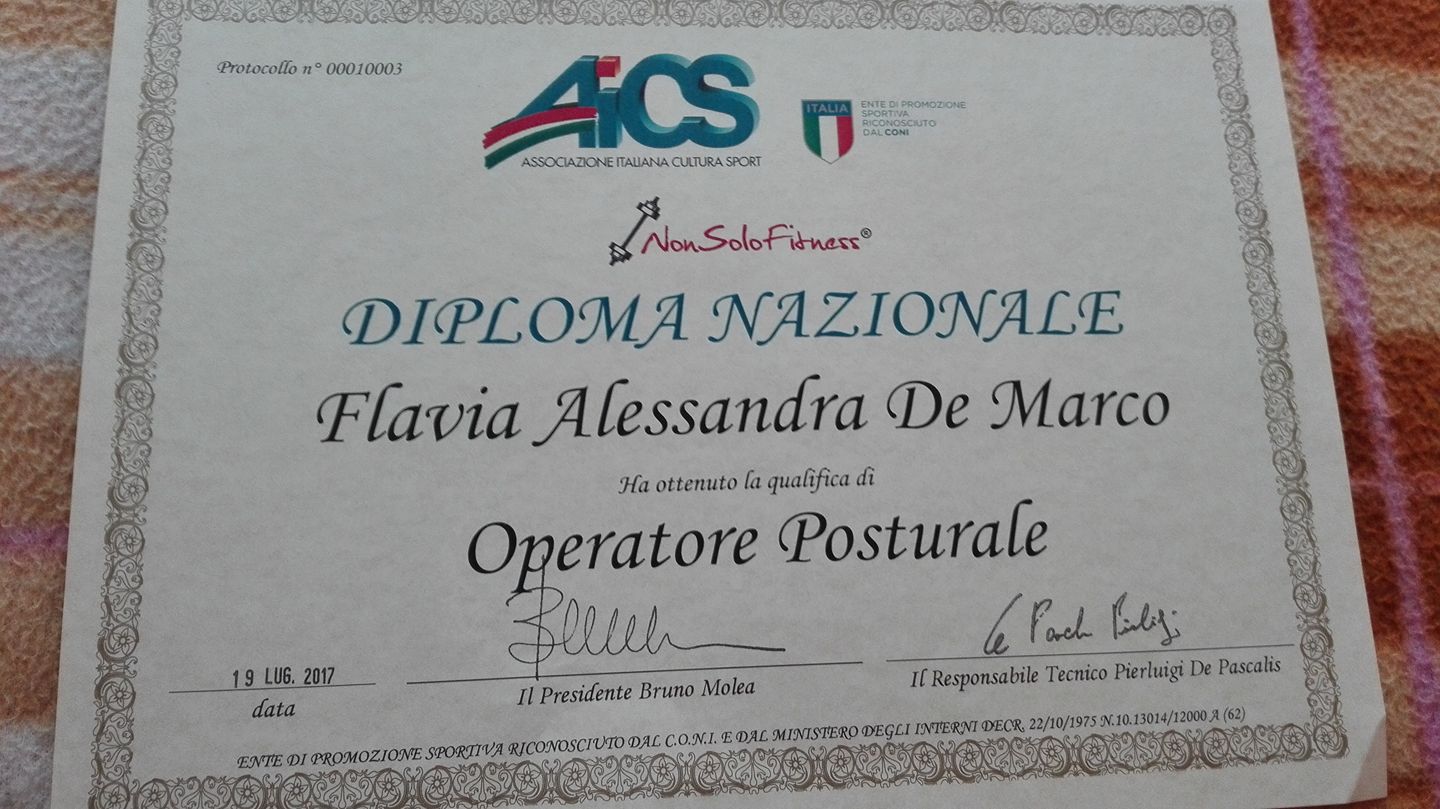 Protocollo n° 00010003
AiCS
ASSOCIAZIONE ITALIANA CULTURA SPORT
ITALIA
ENTE DI PROMOZIONE
SPORTIVA
RICONOSCIUTO
DAL CONI
NonSoloFitness®
DIPLOMA NAZIONALE
Flavia Alessandra De Marco
Ha ottenuto la qualifica di
Operatore Posturale
19 LUG. 2017
data
Il Presidente Bruno Molea
Il Responsabile Tecnico Pierluigi De Pascalis
ENTE DI PROMOZIONE SPORTIVA RICONOSCIUTO DAL C.O.N.I. E DAL MINISTERO DEGLI INTERNI DECR. 22/10/1975 N.10.13014/12000 A (62)